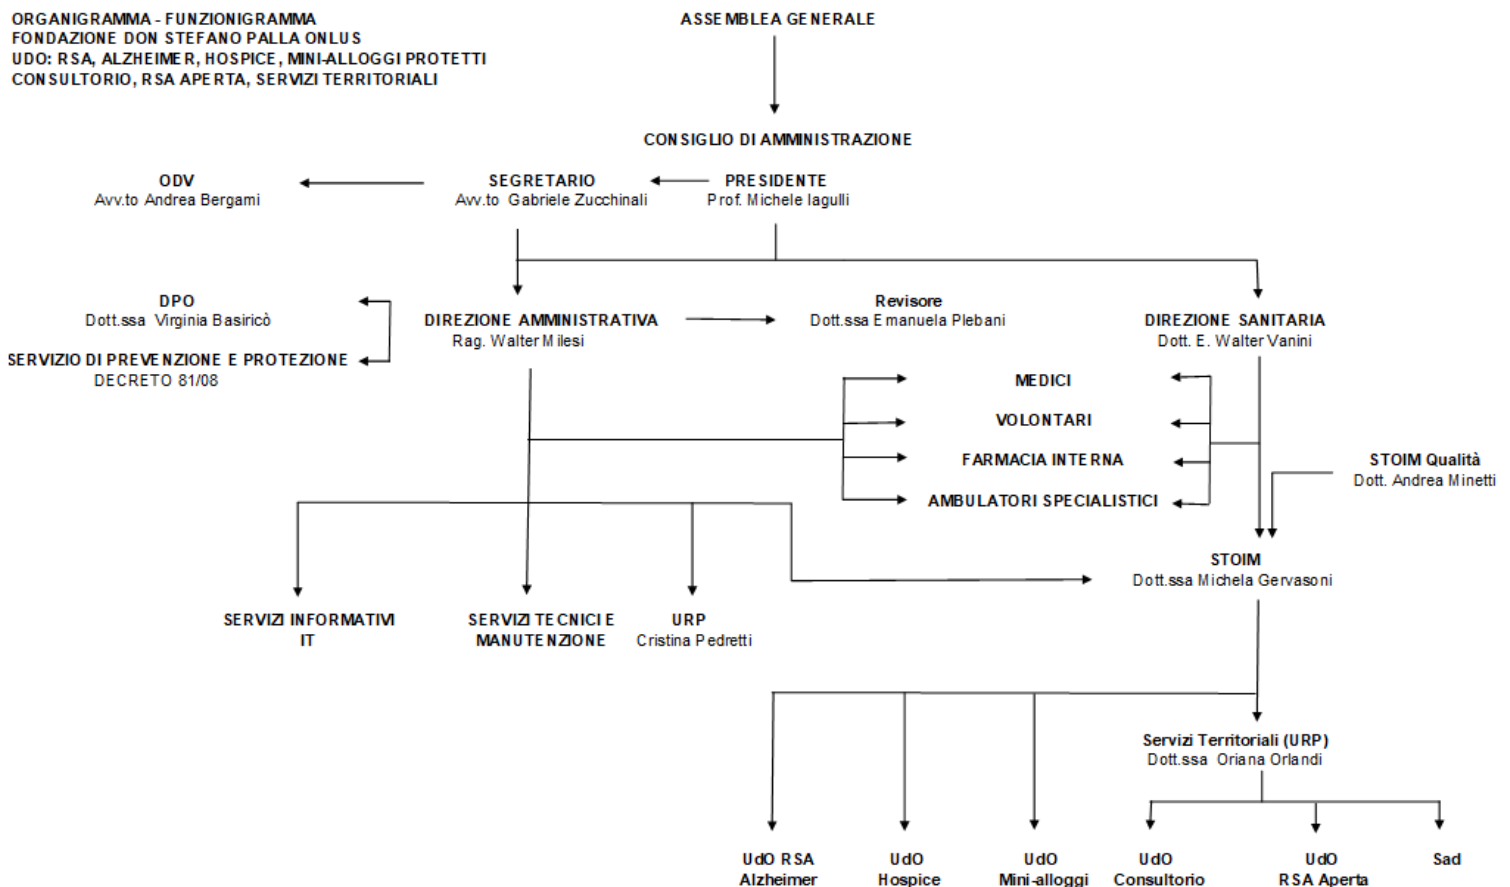 ORGANIGRAMMA - FUNZIONIGRAMMA
FONDAZIONE DON STEFANO PALLA ONLUS
UDO: RSA, ALZHEIMER, HOSPICE, MINI-ALLOGGI PROTETTI
CONSULTORIO, RSA APERTA, SERVIZI TERRITORIALI
ASSEMBLEA GENERALE
CONSIGLIO DI AMMINISTRAZIONE
ODV
Avv.to Andrea Bergami
SEGRETARIO
Avv.to Gabriele Zucchinali
PRESIDENTE
Prof. Michele Iagulli
DPO
Dott.ssa Virginia Basiricò
SERVIZIO DI PREVENZIONE E PROTEZIONE
DECRETO 81/08
DIREZIONE AMMINISTRATIVA
Rag. Walter Milesi
Revisore
Dott.ssa Emanuela Plebani
DIREZIONE SANITARIA
Dott. E. Walter Vanini
MEDICI
VOLONTARI
FARMACIA INTERNA
AMBULATORI SPECIALISTICI
STOIM Qualità
Dott. Andrea Minetti
STOIM
Dott.ssa Michela Gervasoni
SERVIZI INFORMATIVI
IT
SERVIZI TECNICI E
MANUTENZIONE
URP
Cristina Pedretti
Servizi Territoriali (URP)
Dott.ssa Oriana Orlandi
UdO RSA
Alzheimer
UdO
Hospice
UdO
Mini-alloggi
UdO
Consultorio
UdO
RSA Aperta
Sad